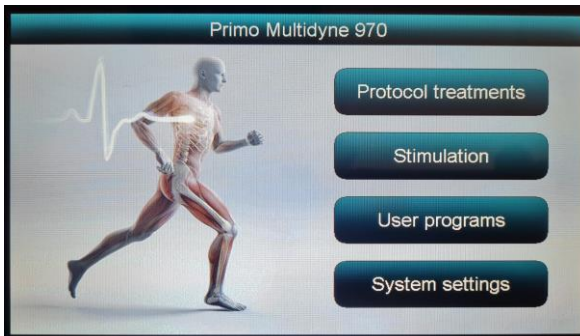 Primo Multidyne 970
Protocol treatments
Stimulation
User programs
System settings